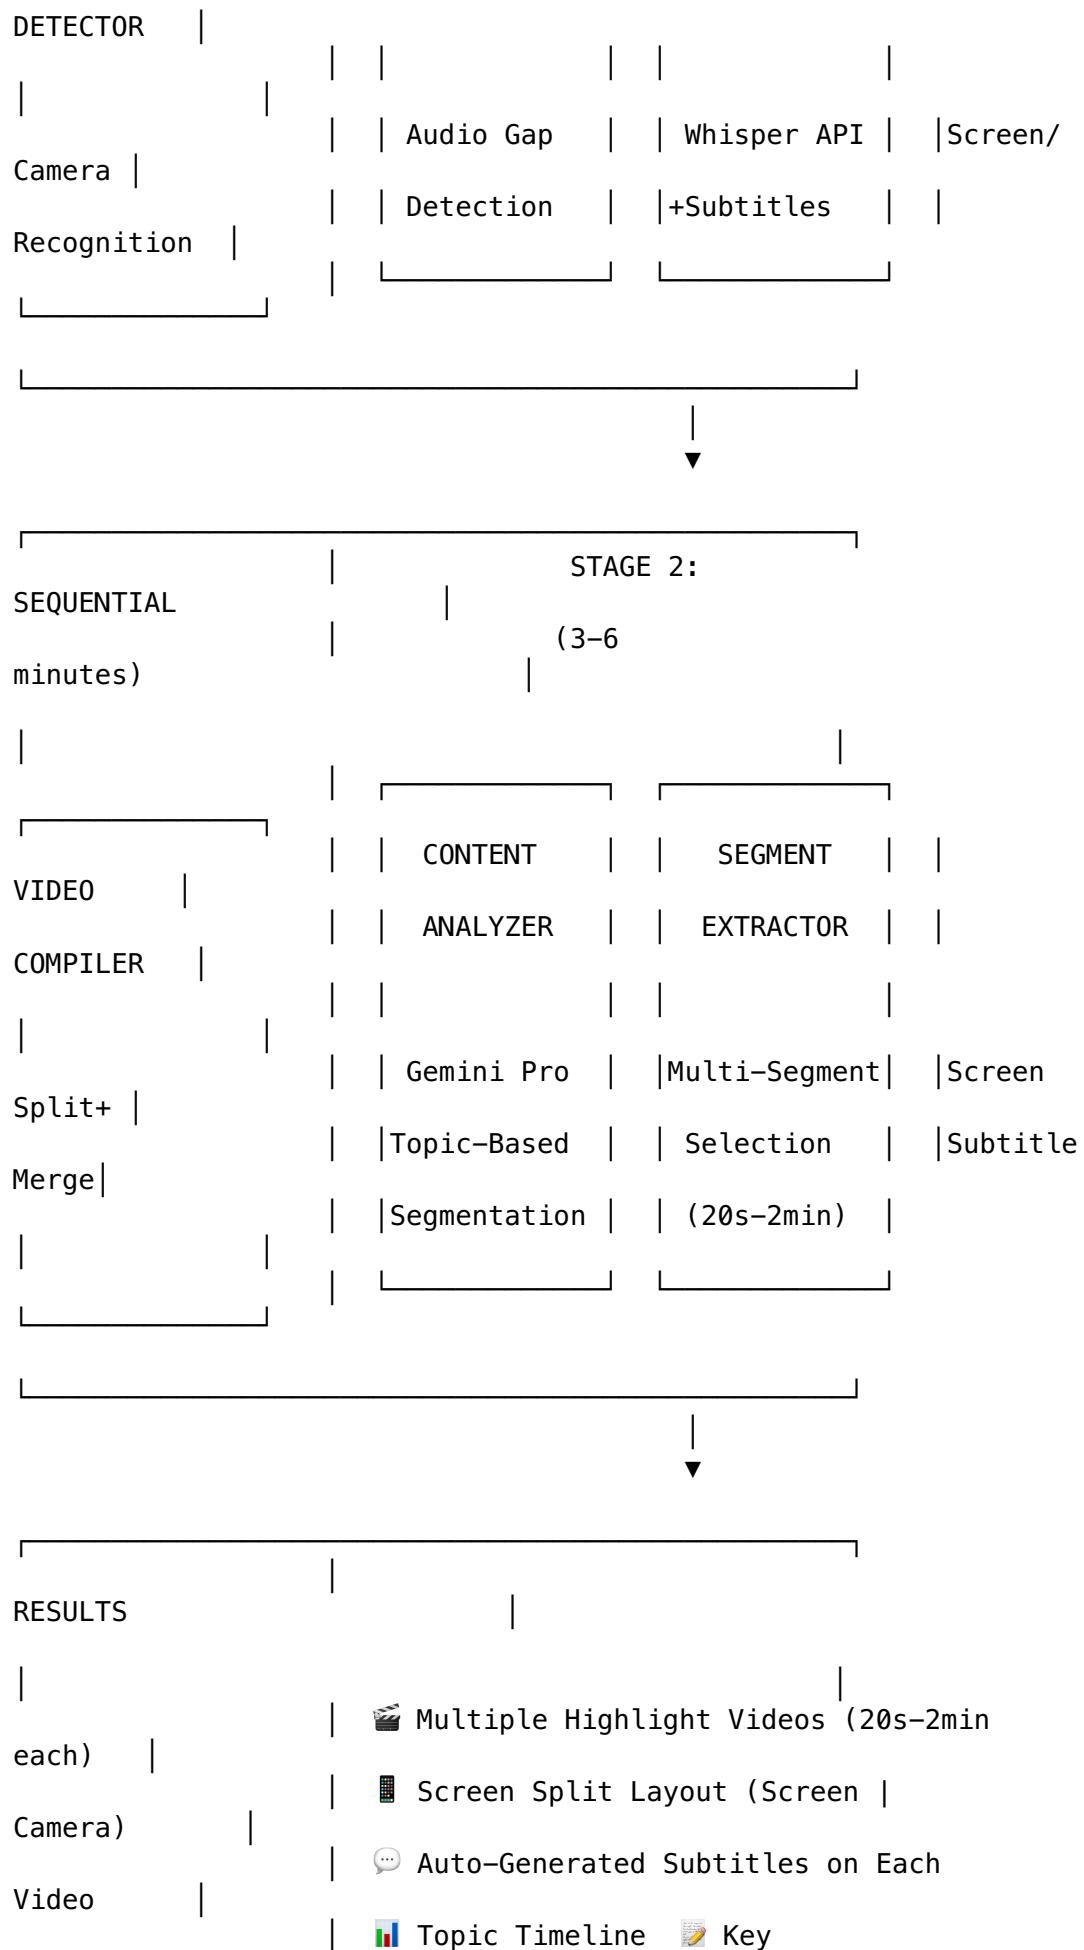 DETECTOR
Audio Gap Whisper API Screen/
Camera
Detection +Subtitles
Recognition
STAGE 2:
SEQUENTIAL
(3–6
minutes)
CONTENT SEGMENT
VIDEO
ANALYZER EXTRACTOR
COMPILER
Gemini Pro Multi–Segment Screen
Split+
Topic–Based Selection Subtitle
Merge
Segmentation (20s–2min)
RESULTS
🎬 Multiple Highlight Videos (20s–2min
each)
📱 Screen Split Layout (Screen |
Camera)
💬 Auto–Generated Subtitles on Each
Video
📊 Topic Timeline 📝 Key